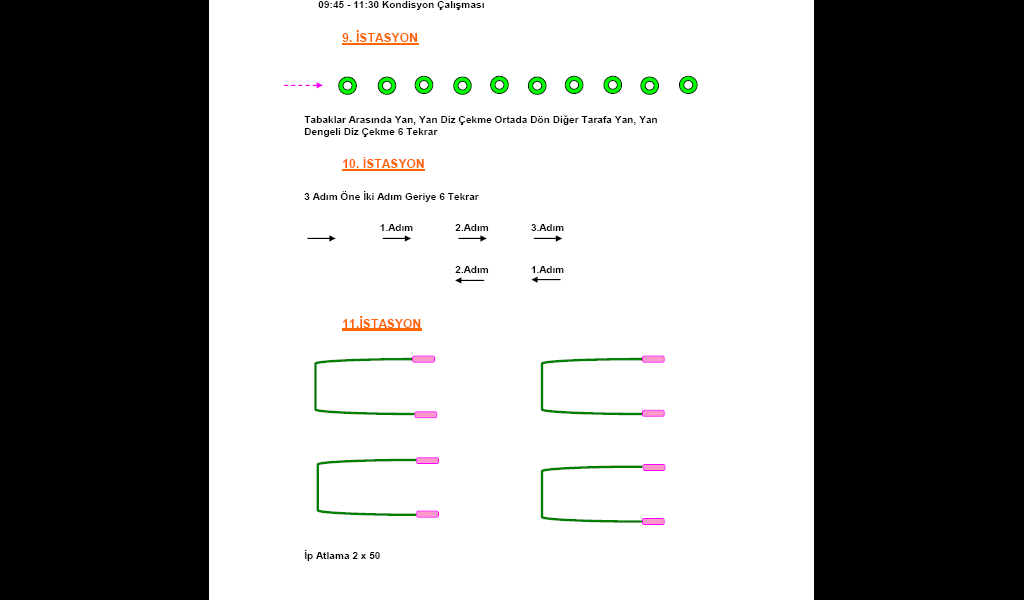 09:45 - 11:30 Kondisyon Çalışması
9. İSTASYON
Tabaklar Arasında Yan, Yan Diz Çekme Ortada Dön Diğer Tarafa Yan, Yan
Dengeli Diz Çekme 6 Tekrar
10. İSTASYON
3 Adım Öne İki Adım Geriye 6 Tekrar
1.Adım 2.Adım 3.Adım
2.Adım 1.Adım
11.İSTASYON
İp Atlama 2 x 50